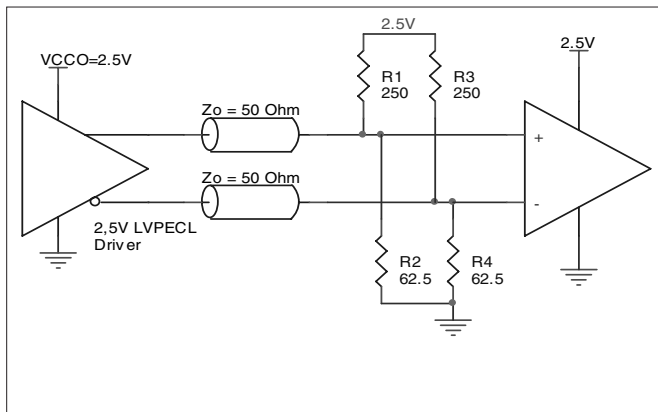 2.5V
VCCO=2.5V
2.5V
R1
250
R3
250
Zo = 50 Ohm
+
Zo = 50 Ohm
-
2,5V LVPECL
Driver
R2
62.5
R4
62.5